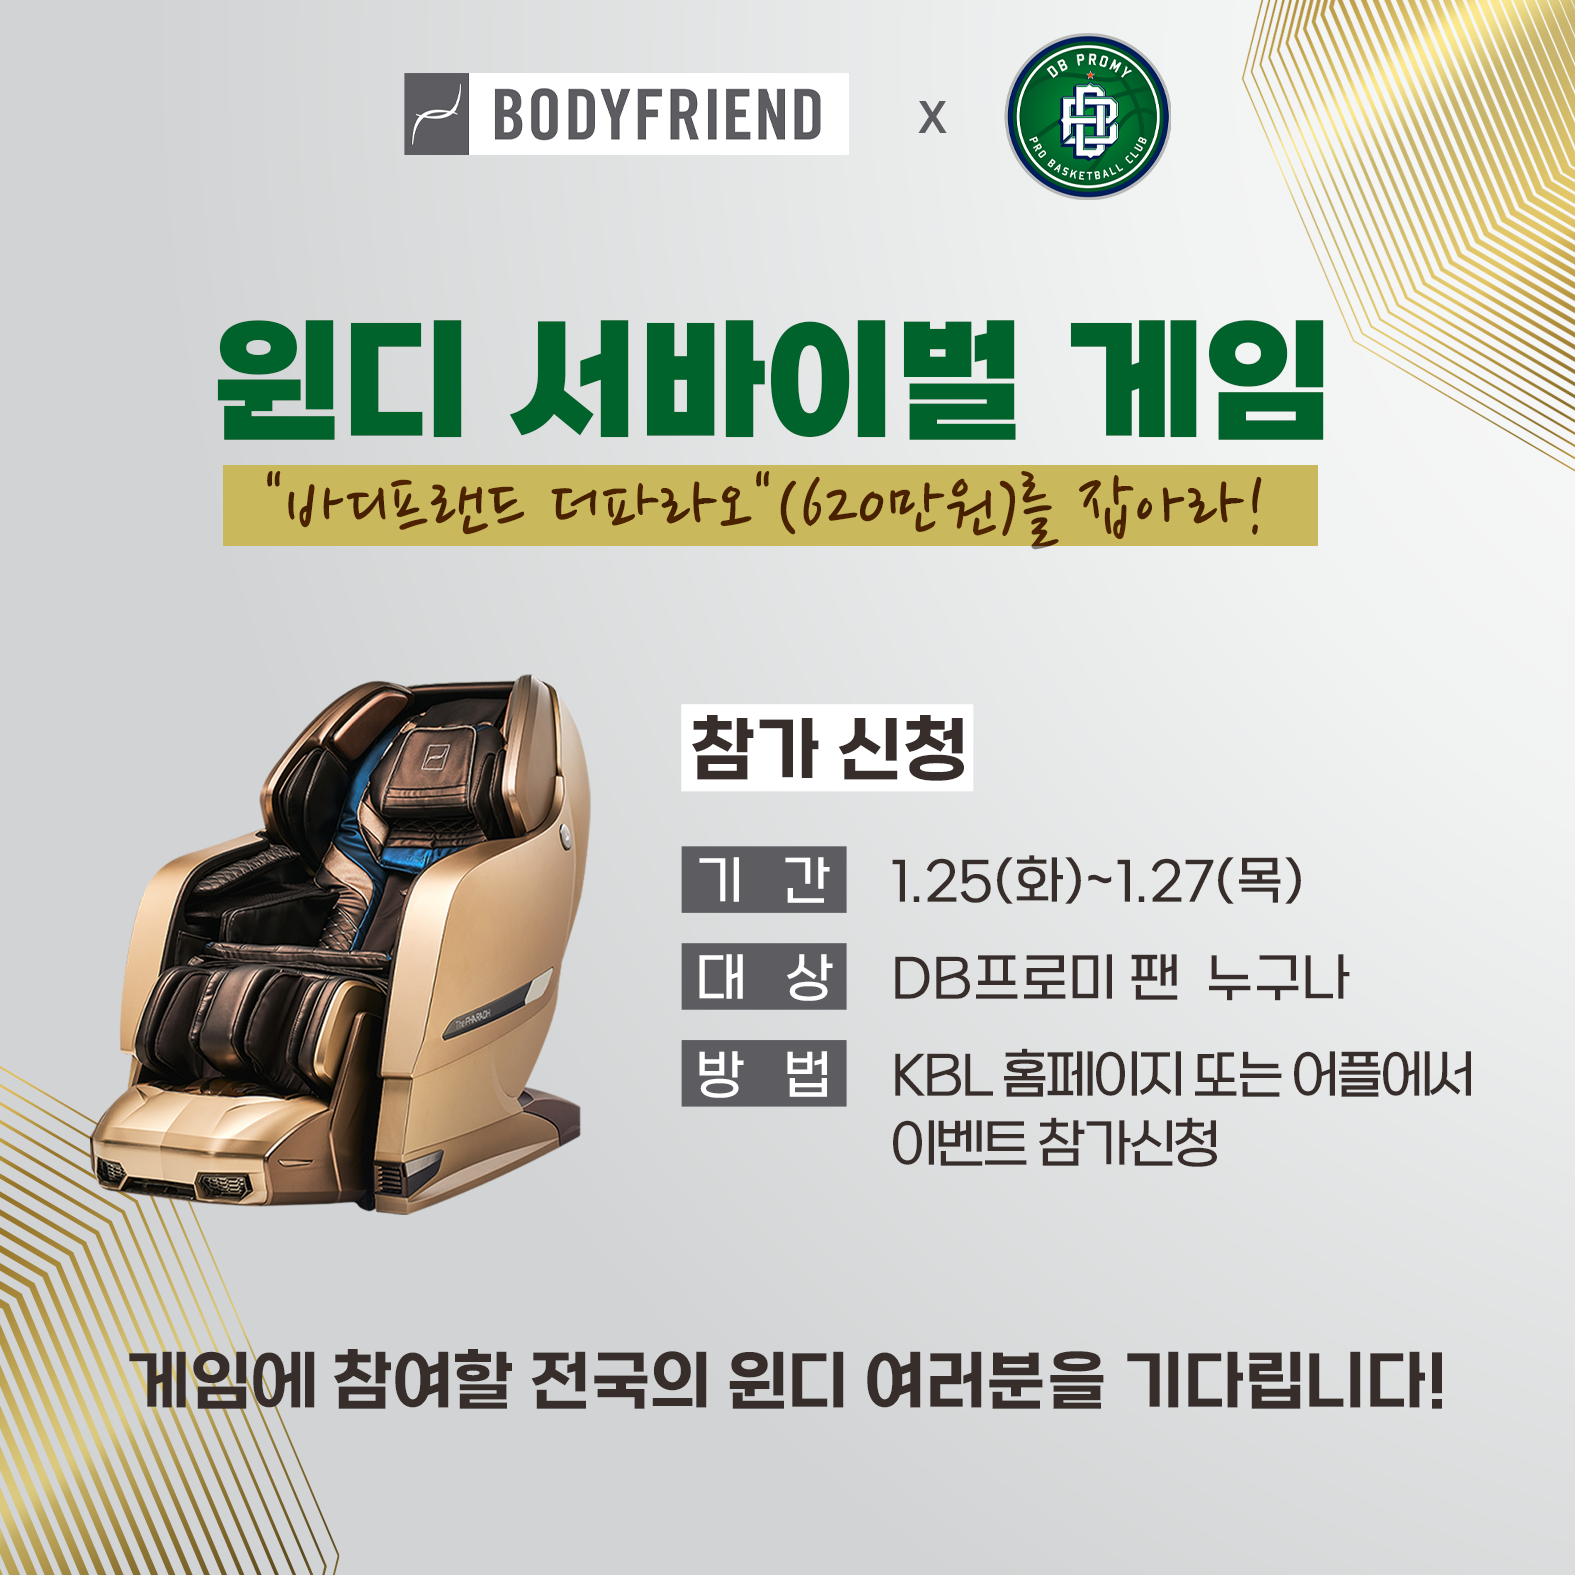 BODYFRIEND X DB PROMY PRO BASKETBALL CLUB
윈디 서바이벌 게임
"바디프랜드 더파라오"(620만원)를 잡아라!
참가 신청
기 간 1.25(화)~1.27(목)
대 상 DB프로미 팬 누구나
방 법 KBL 홈페이지 또는 어플에서
이벤트 참가신청
The PHARAOH
게임에 참여할 전국의 윈디 여러분을 기다립니다!